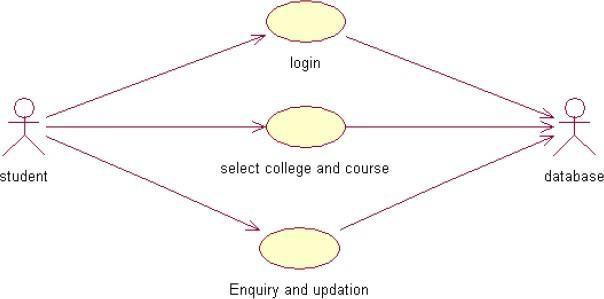 login
select college and course
student
database
Enquiry and updation